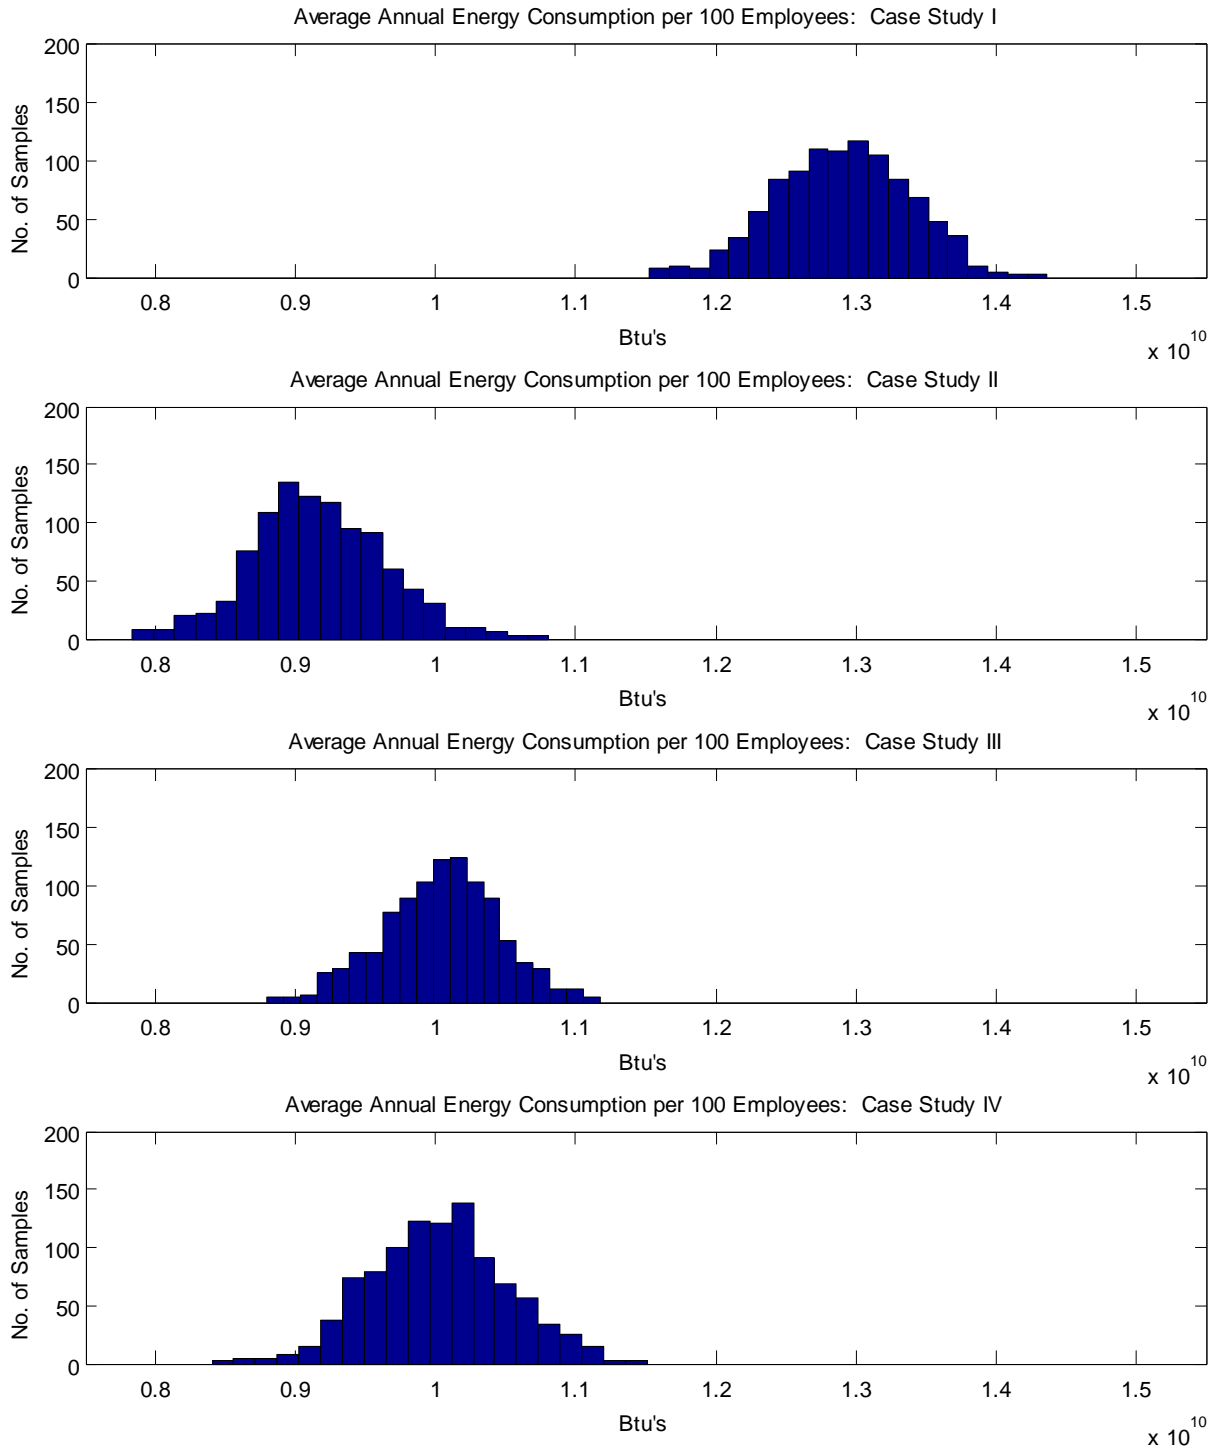 Average Annual Energy Consumption per 100 Employees: Case Study I
200
150
100
50
0
No. of Samples
0.8 0.9 1 1.1 1.2 1.3 1.4 1.5
Btu's
x 10^10
Average Annual Energy Consumption per 100 Employees: Case Study II
200
150
100
50
0
No. of Samples
0.8 0.9 1 1.1 1.2 1.3 1.4 1.5
Btu's
x 10^10
Average Annual Energy Consumption per 100 Employees: Case Study III
200
150
100
50
0
No. of Samples
0.8 0.9 1 1.1 1.2 1.3 1.4 1.5
Btu's
x 10^10
Average Annual Energy Consumption per 100 Employees: Case Study IV
200
150
100
50
0
No. of Samples
0.8 0.9 1 1.1 1.2 1.3 1.4 1.5
Btu's
x 10^10